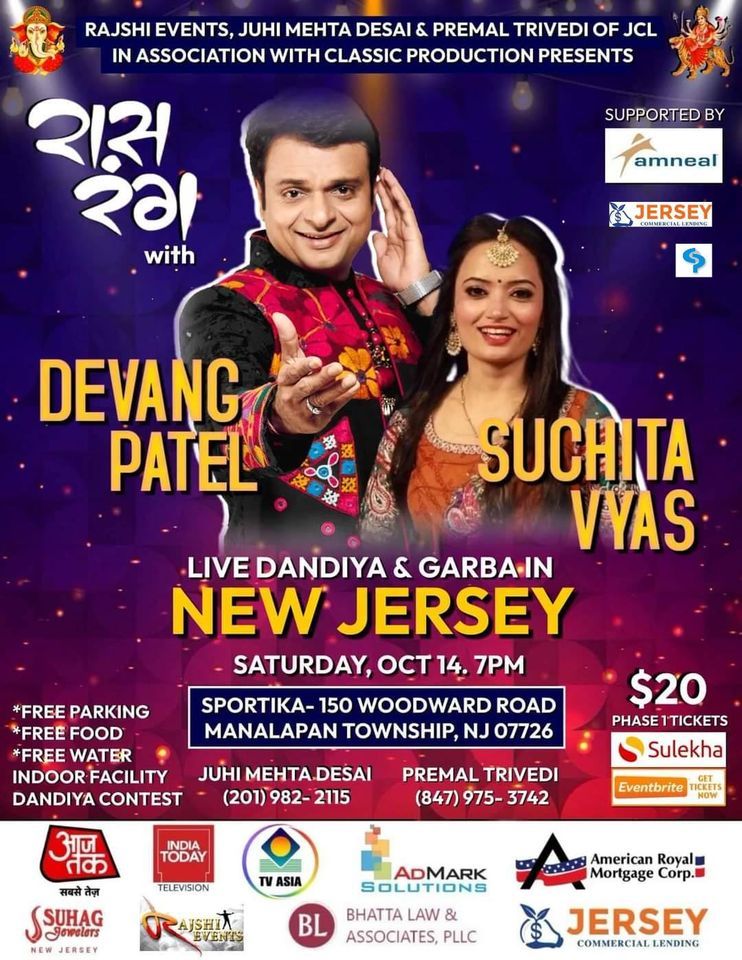 RAJSHI EVENTS, JUHI MEHTA DESAI & PREMAL TRIVEDI OF JCL
IN ASSOCIATION WITH CLASSIC PRODUCTION PRESENTS
રાસ
રંગ
with
SUPPORTED BY
amneal
JERSEY
COMMERCIAL LENDING
DEVANG
PATEL
SUCHITA
VYAS
LIVE DANDIYA & GARBA IN
NEW JERSEY
SATURDAY, OCT 14. 7PM
SPORTIKA- 150 WOODWARD ROAD
MANALAPAN TOWNSHIP, NJ 07726
*FREE PARKING
*FREE FOOD
*FREE WATER
INDOOR FACILITY
DANDIYA CONTEST
JUHI MEHTA DESAI
(201) 982- 2115
PREMAL TRIVEDI
(847) 975- 3742
$20
PHASE 1 TICKETS
Sulekha
Eventbrite
GET
TICKETS
NOW
आज
तक
सबसे तेज़
INDIA
TODAY
TELEVISION
TV ASIA
ADMARK
SOLUTIONS
American Royal
Mortgage Corp.
SUHAG
Jewelers
NEW JERSEY
RAJSHI
EVENTS
BL
BHATTA LAW &
ASSOCIATES, PLLC
JERSEY
COMMERCIAL LENDING